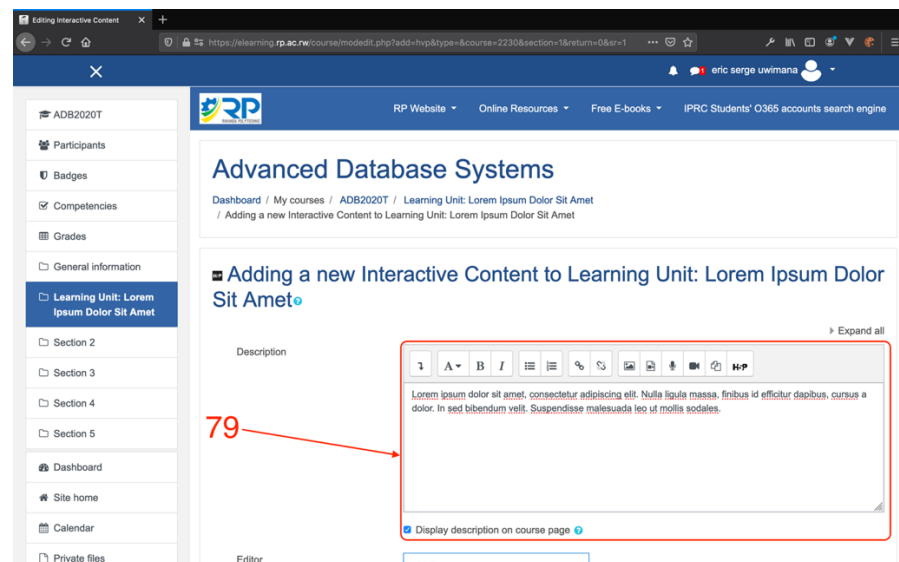 Editing Interactive Content
https://elearning.rp.ac.rw/course/modedit.php?add=hvp&type=&course=2230&section=1&return=0&sr=1
eric serge uwimana
RP
RWANDA POLYTECHNIC
RP Website
Online Resources
Free E-books
IPRC Students' O365 accounts search engine
ADB2020T
Participants
Badges
Competencies
Grades
General information
Learning Unit: Lorem
Ipsum Dolor Sit Amet
Section 2
Section 3
Section 4
Section 5
Dashboard
Site home
Calendar
Private files
Advanced Database Systems
Dashboard / My courses / ADB2020T / Learning Unit: Lorem Ipsum Dolor Sit Amet
/ Adding a new Interactive Content to Learning Unit: Lorem Ipsum Dolor Sit Amet
H-P Adding a new Interactive Content to Learning Unit: Lorem Ipsum Dolor
Sit Amet
Expand all
Description
A B I H-P
Lorem ipsum dolor sit amet, consectetur adipiscing elit. Nulla ligula massa, finibus id efficitur dapibus, cursus a
dolor. In sed bibendum velit. Suspendisse malesuada leo ut mollis sodales.
79
Display description on course page
Editor